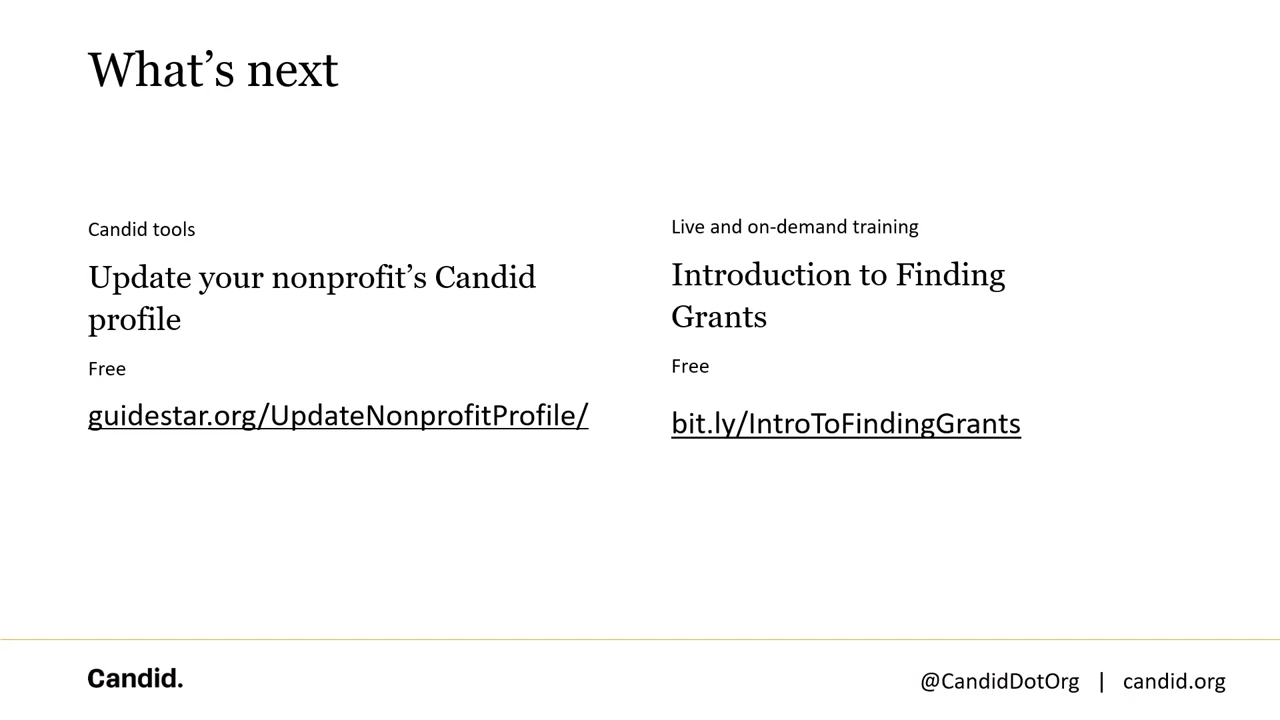 What’s next
Candid tools
Update your nonprofit’s Candid
profile
Free
guidestar.org/UpdateNonprofitProfile/
Live and on-demand training
Introduction to Finding
Grants
Free
bit.ly/IntroToFindingGrants
Candid.
@CandidDotOrg | candid.org